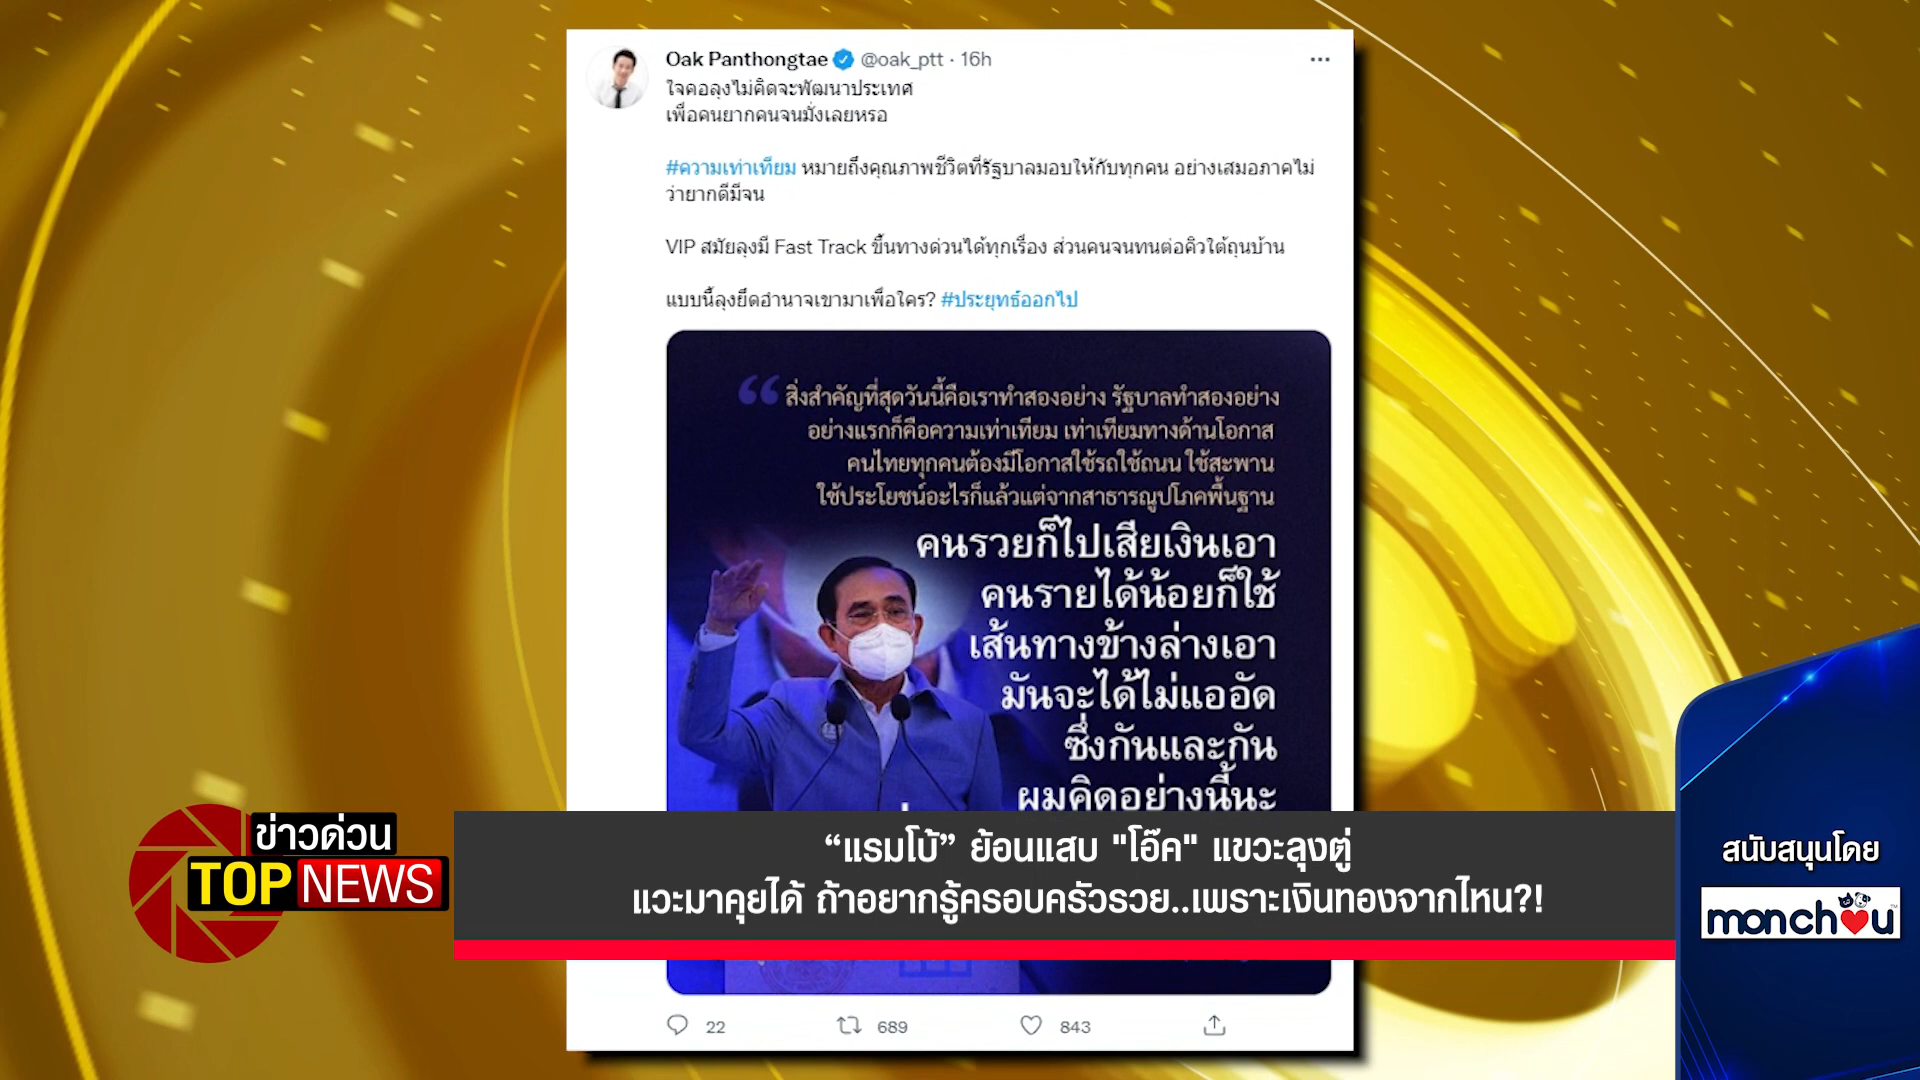 Oak Panthongtae @oak_ptt · 16h
ใจคอลุงไม่คิดจะพัฒนาประเทศ
เพื่อคนยากคนจนมั่งเลยหรอ
#ความเท่าเทียม หมายถึงคุณภาพชีวิตที่รัฐบาลมอบให้กับทุกคน อย่างเสมอภาคไม่
ว่ายากดีมีจน
VIP สมัยลุงมี Fast Track ขึ้นทางด่วนได้ทุกเรื่อง ส่วนคนจนทนต่อคิวใต้ถุนบ้าน
แบบนี้ลุงยึดอำนาจเขามาเพื่อใคร? #ประยุทธ์ออกไป
“ สิ่งสำคัญที่สุดวันนี้คือเราทำสองอย่าง รัฐบาลทำสองอย่าง
อย่างแรกก็คือความเท่าเทียม เท่าเทียมทางด้านโอกาส
คนไทยทุกคนต้องมีโอกาสใช้รถใช้ถนน ใช้สะพาน
ใช้ประโยชน์อะไรก็แล้วแต่จากสาธารณูปโภคพื้นฐาน
คนรวยก็ไปเสียเงินเอา
คนรายได้น้อยก็ใช้
เส้นทางข้างล่างเอา
มันจะได้ไม่แออัด
ซึ่งกันและกัน
ผมคิดอย่างนี้นะ
ข่าวด่วน
TOP NEWS
“แรมโบ้” ย้อนแสบ "โอ๊ค" แขวะลุงตู่
แวะมาคุยได้ ถ้าอยากรู้ครอบครัวรวย..เพราะเงินทองจากไหน?!
สนับสนุนโดย
monchou
22 689 843